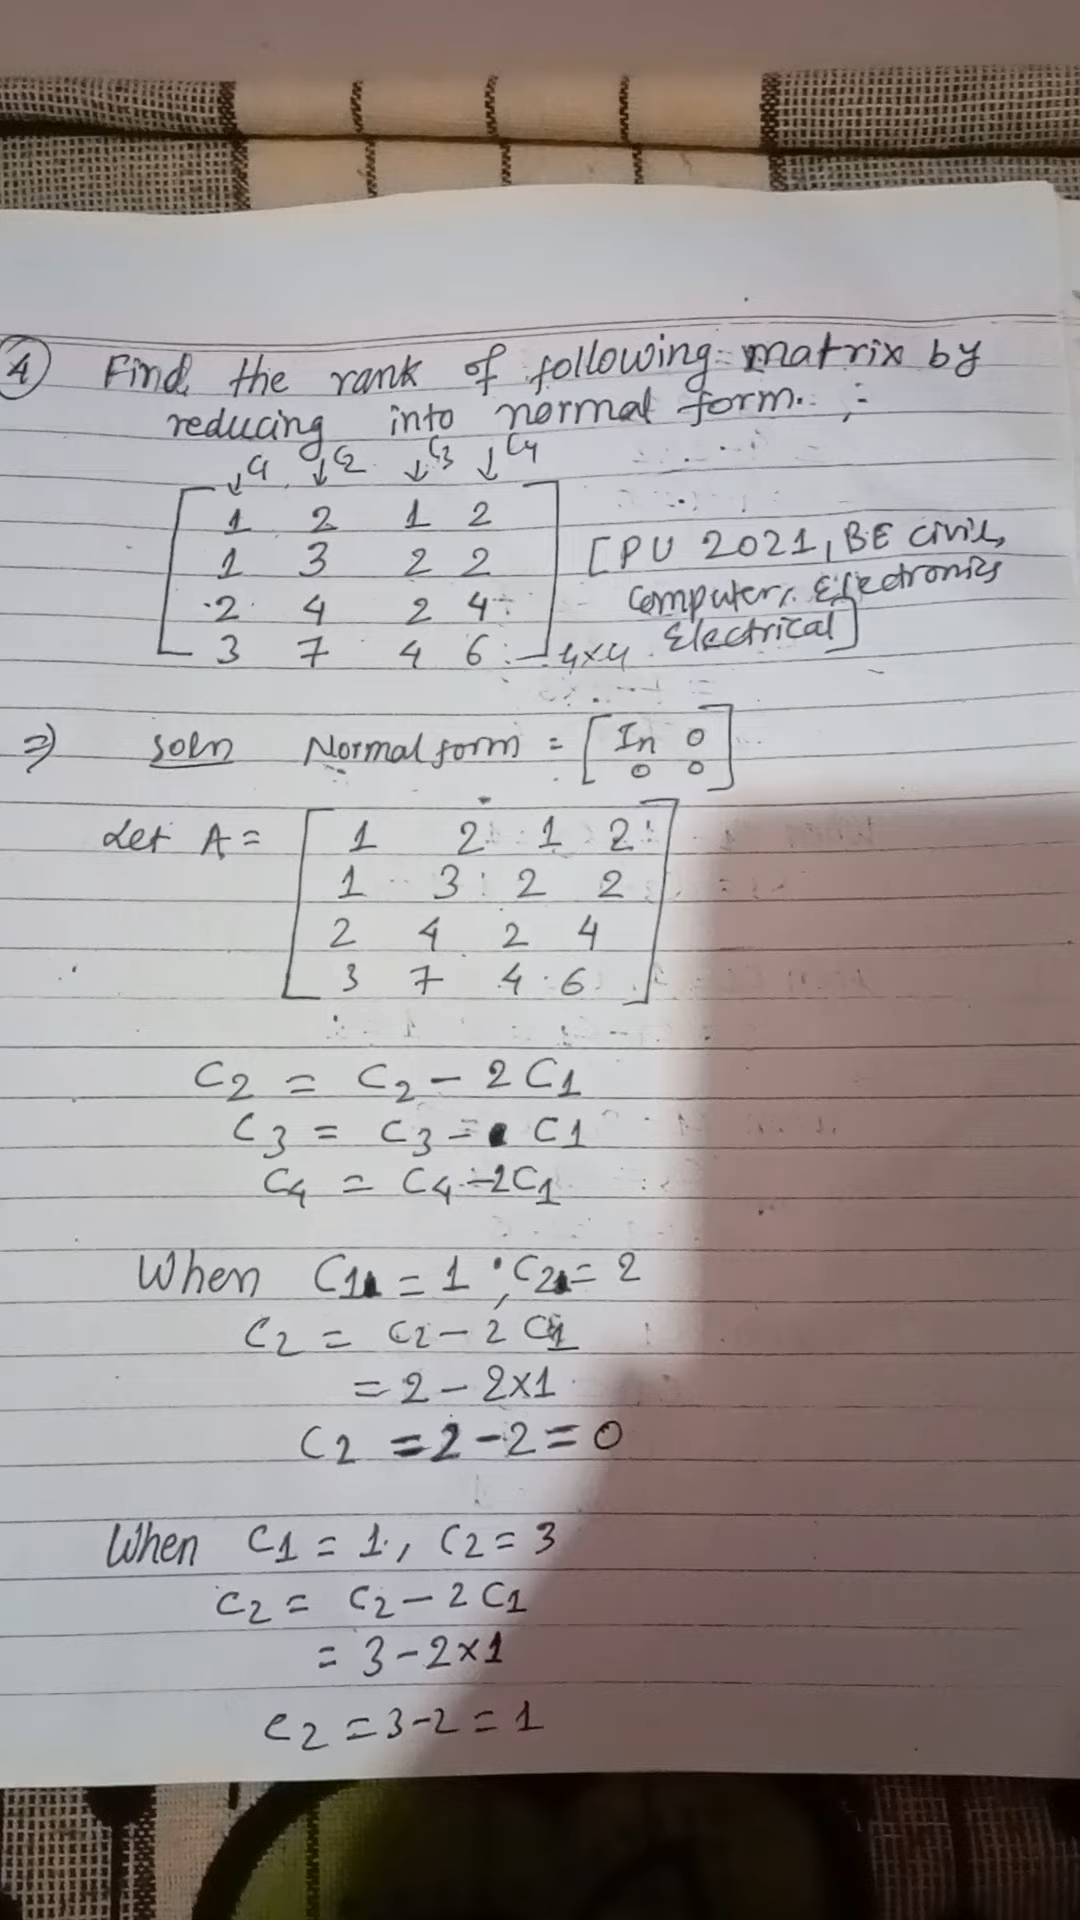 4 Find the rank of following matrix by
reducing into normal form. :-
↓C1 ↓C2 ↓C3 ↓C4
1 2 1 2
1 3 2 2 [PU 2021, BE civil,
2 4 2 4 Computer, Electronics
3 7 4 6 4×4 Electrical]
⇒ soln Normal form = [In 0
0 0]
Let A = 1 2 1 2
1 3 2 2
2 4 2 4
3 7 4 6
C2 = C2 - 2C1
C3 = C3 - C1
C4 = C4 - 2C1
When C1 = 1, C2 = 2
C2 = C2 - 2C1
= 2 - 2×1
C2 = 2 - 2 = 0
When C1 = 1, C2 = 3
C2 = C2 - 2C1
= 3 - 2×1
C2 = 3 - 2 = 1